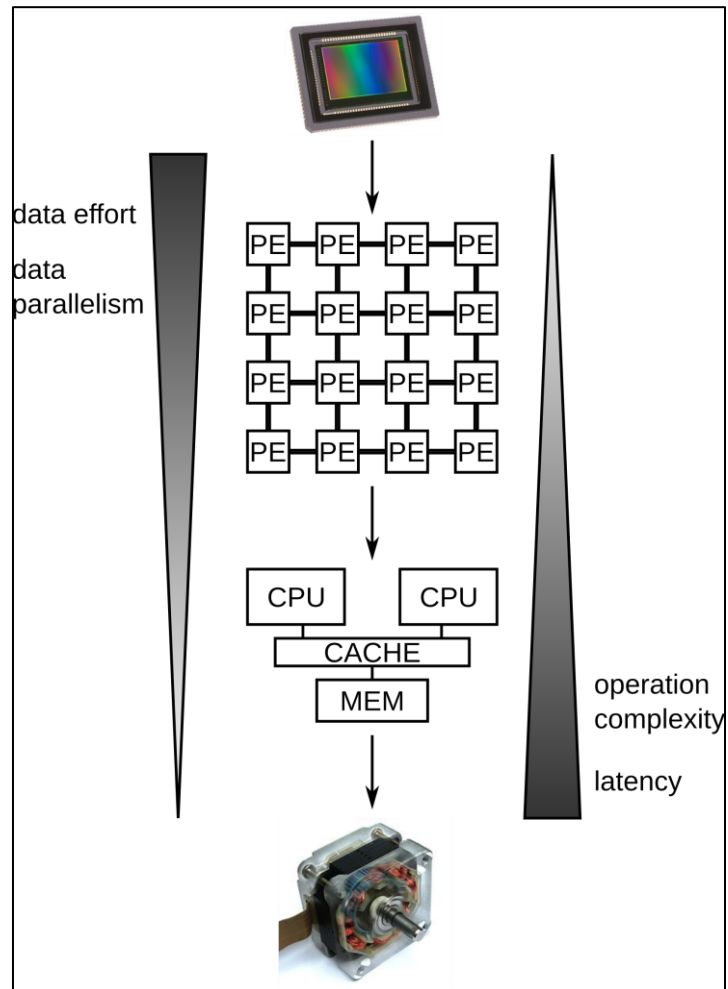 data effort
data
parallelism
PE PE PE PE
PE PE PE PE
PE PE PE PE
PE PE PE PE
CPU CPU
CACHE
MEM
operation
complexity
latency